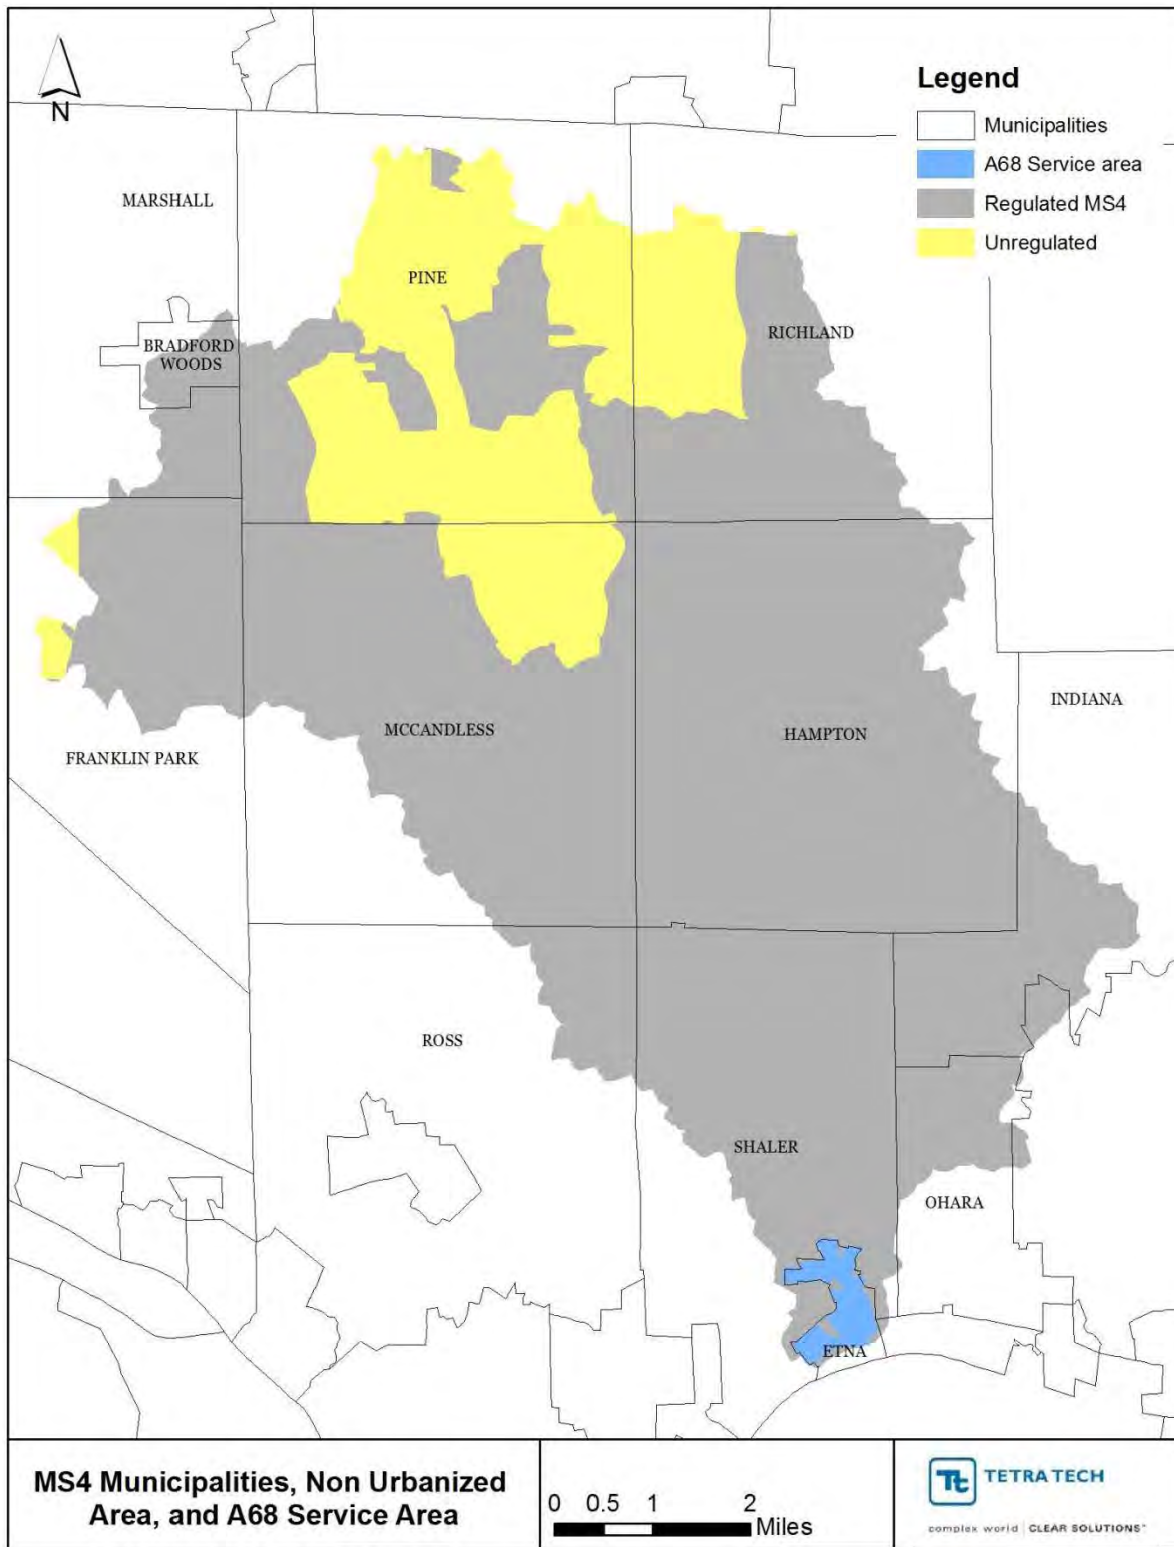 N
Legend
Municipalities
A68 Service area
Regulated MS4
Unregulated
MARSHALL
PINE
RICHLAND
BRADFORD
WOODS
INDIANA
MCCANDLESS
HAMPTON
FRANKLIN PARK
ROSS
SHALER
OHARA
ETNA
MS4 Municipalities, Non Urbanized
Area, and A68 Service Area
0 0.5 1 2
Miles
Tt TETRA TECH
complex world | CLEAR SOLUTIONS™